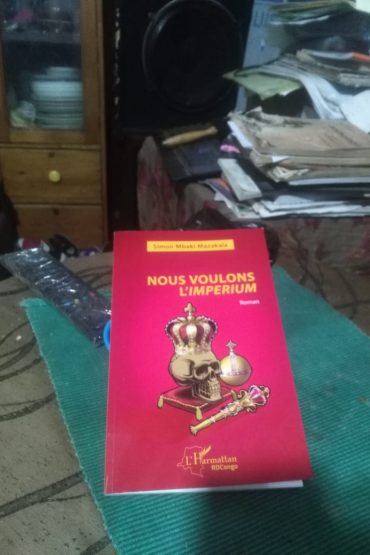 Simon Mbaki Mazakala
NOUS VOULONS
L'IMPERIUM
Roman
L'Harmattan
RDCongo